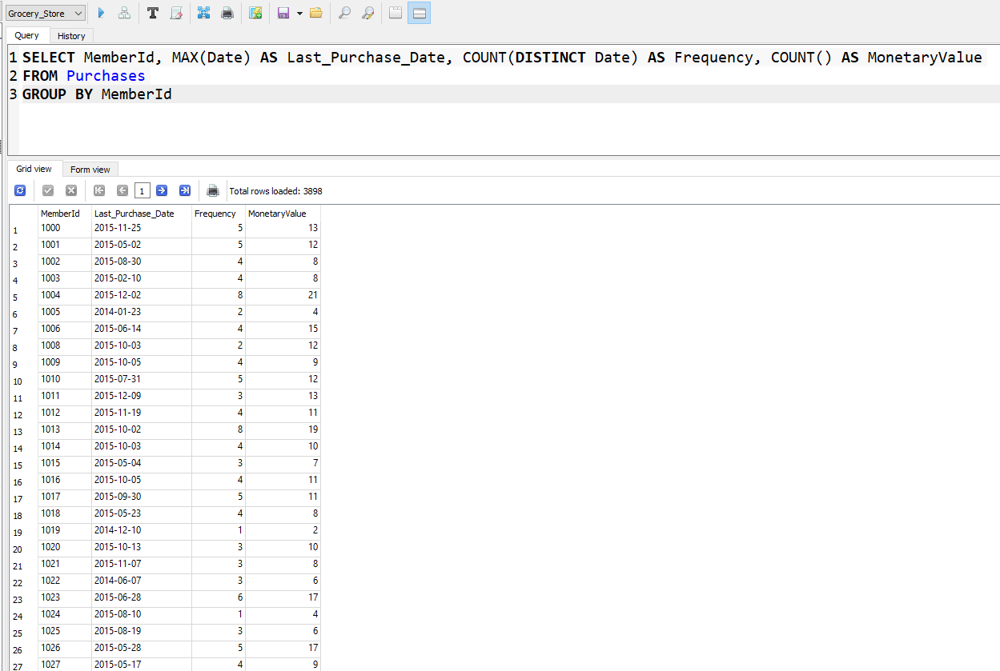 Grocery_Store
Query History
1 SELECT MemberId, MAX(Date) AS Last_Purchase_Date, COUNT(DISTINCT Date) AS Frequency, COUNT() AS MonetaryValue
2 FROM Purchases
3 GROUP BY MemberId
Grid view Form view
1 Total rows loaded: 3898
MemberId Last_Purchase_Date Frequency MonetaryValue
1 1000 2015-11-25 5 13
2 1001 2015-05-02 5 12
3 1002 2015-08-30 4 8
4 1003 2015-02-10 4 8
5 1004 2015-12-02 8 21
6 1005 2014-01-23 2 4
7 1006 2015-06-14 4 15
8 1008 2015-10-03 2 12
9 1009 2015-10-05 4 9
10 1010 2015-07-31 5 12
11 1011 2015-12-09 3 13
12 1012 2015-11-19 4 11
13 1013 2015-10-02 8 19
14 1014 2015-10-03 4 10
15 1015 2015-05-04 3 7
16 1016 2015-10-05 4 11
17 1017 2015-09-30 5 11
18 1018 2015-05-23 4 8
19 1019 2014-12-10 1 2
20 1020 2015-10-13 3 10
21 1021 2015-11-07 3 8
22 1022 2014-06-07 3 6
23 1023 2015-06-28 6 17
24 1024 2015-08-10 1 4
25 1025 2015-08-19 3 6
26 1026 2015-05-28 5 17
27 1027 2015-05-17 4 9